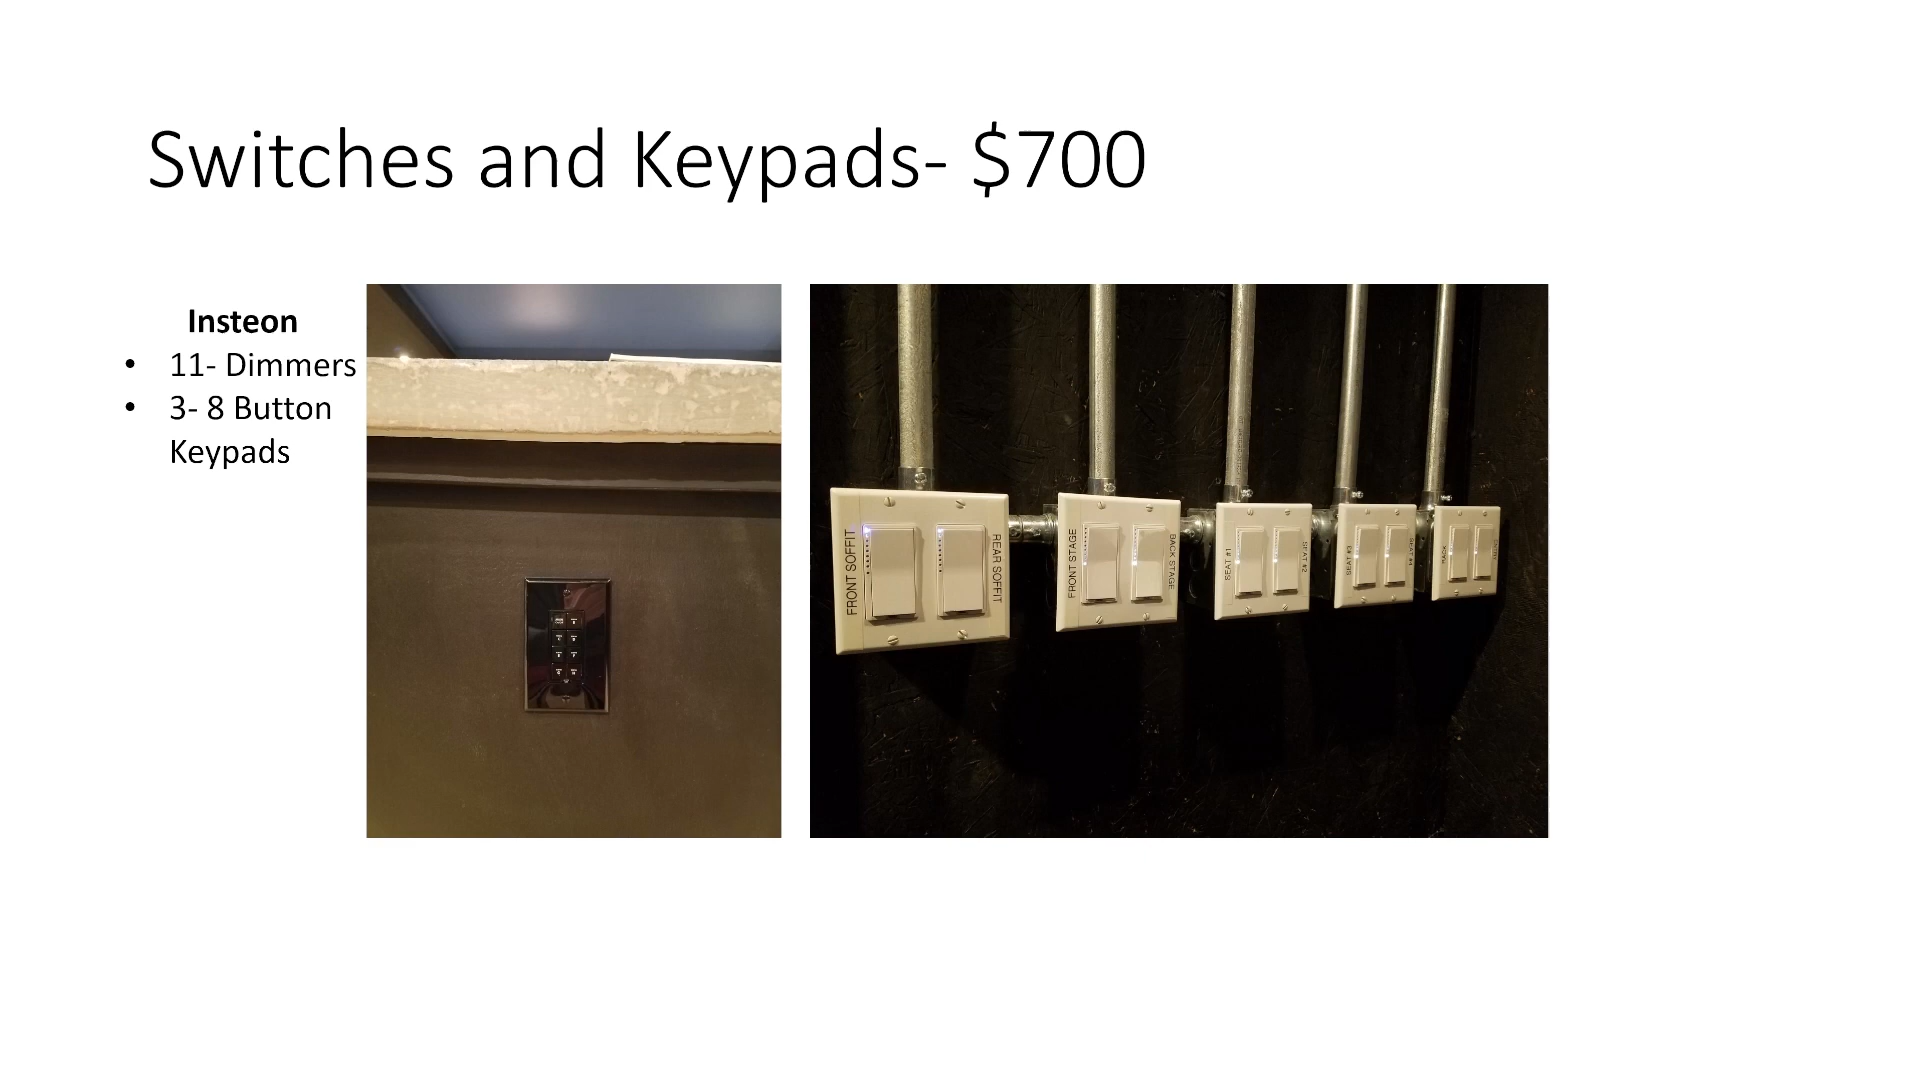 Switches and Keypads- $700
Insteon
• 11- Dimmers
• 3- 8 Button
Keypads
FRONT SOFFIT
REAR SOFFIT
FRONT STAGE
BACK STAGE
SEAT #1
SEAT #2
SEAT #3
SEAT #4